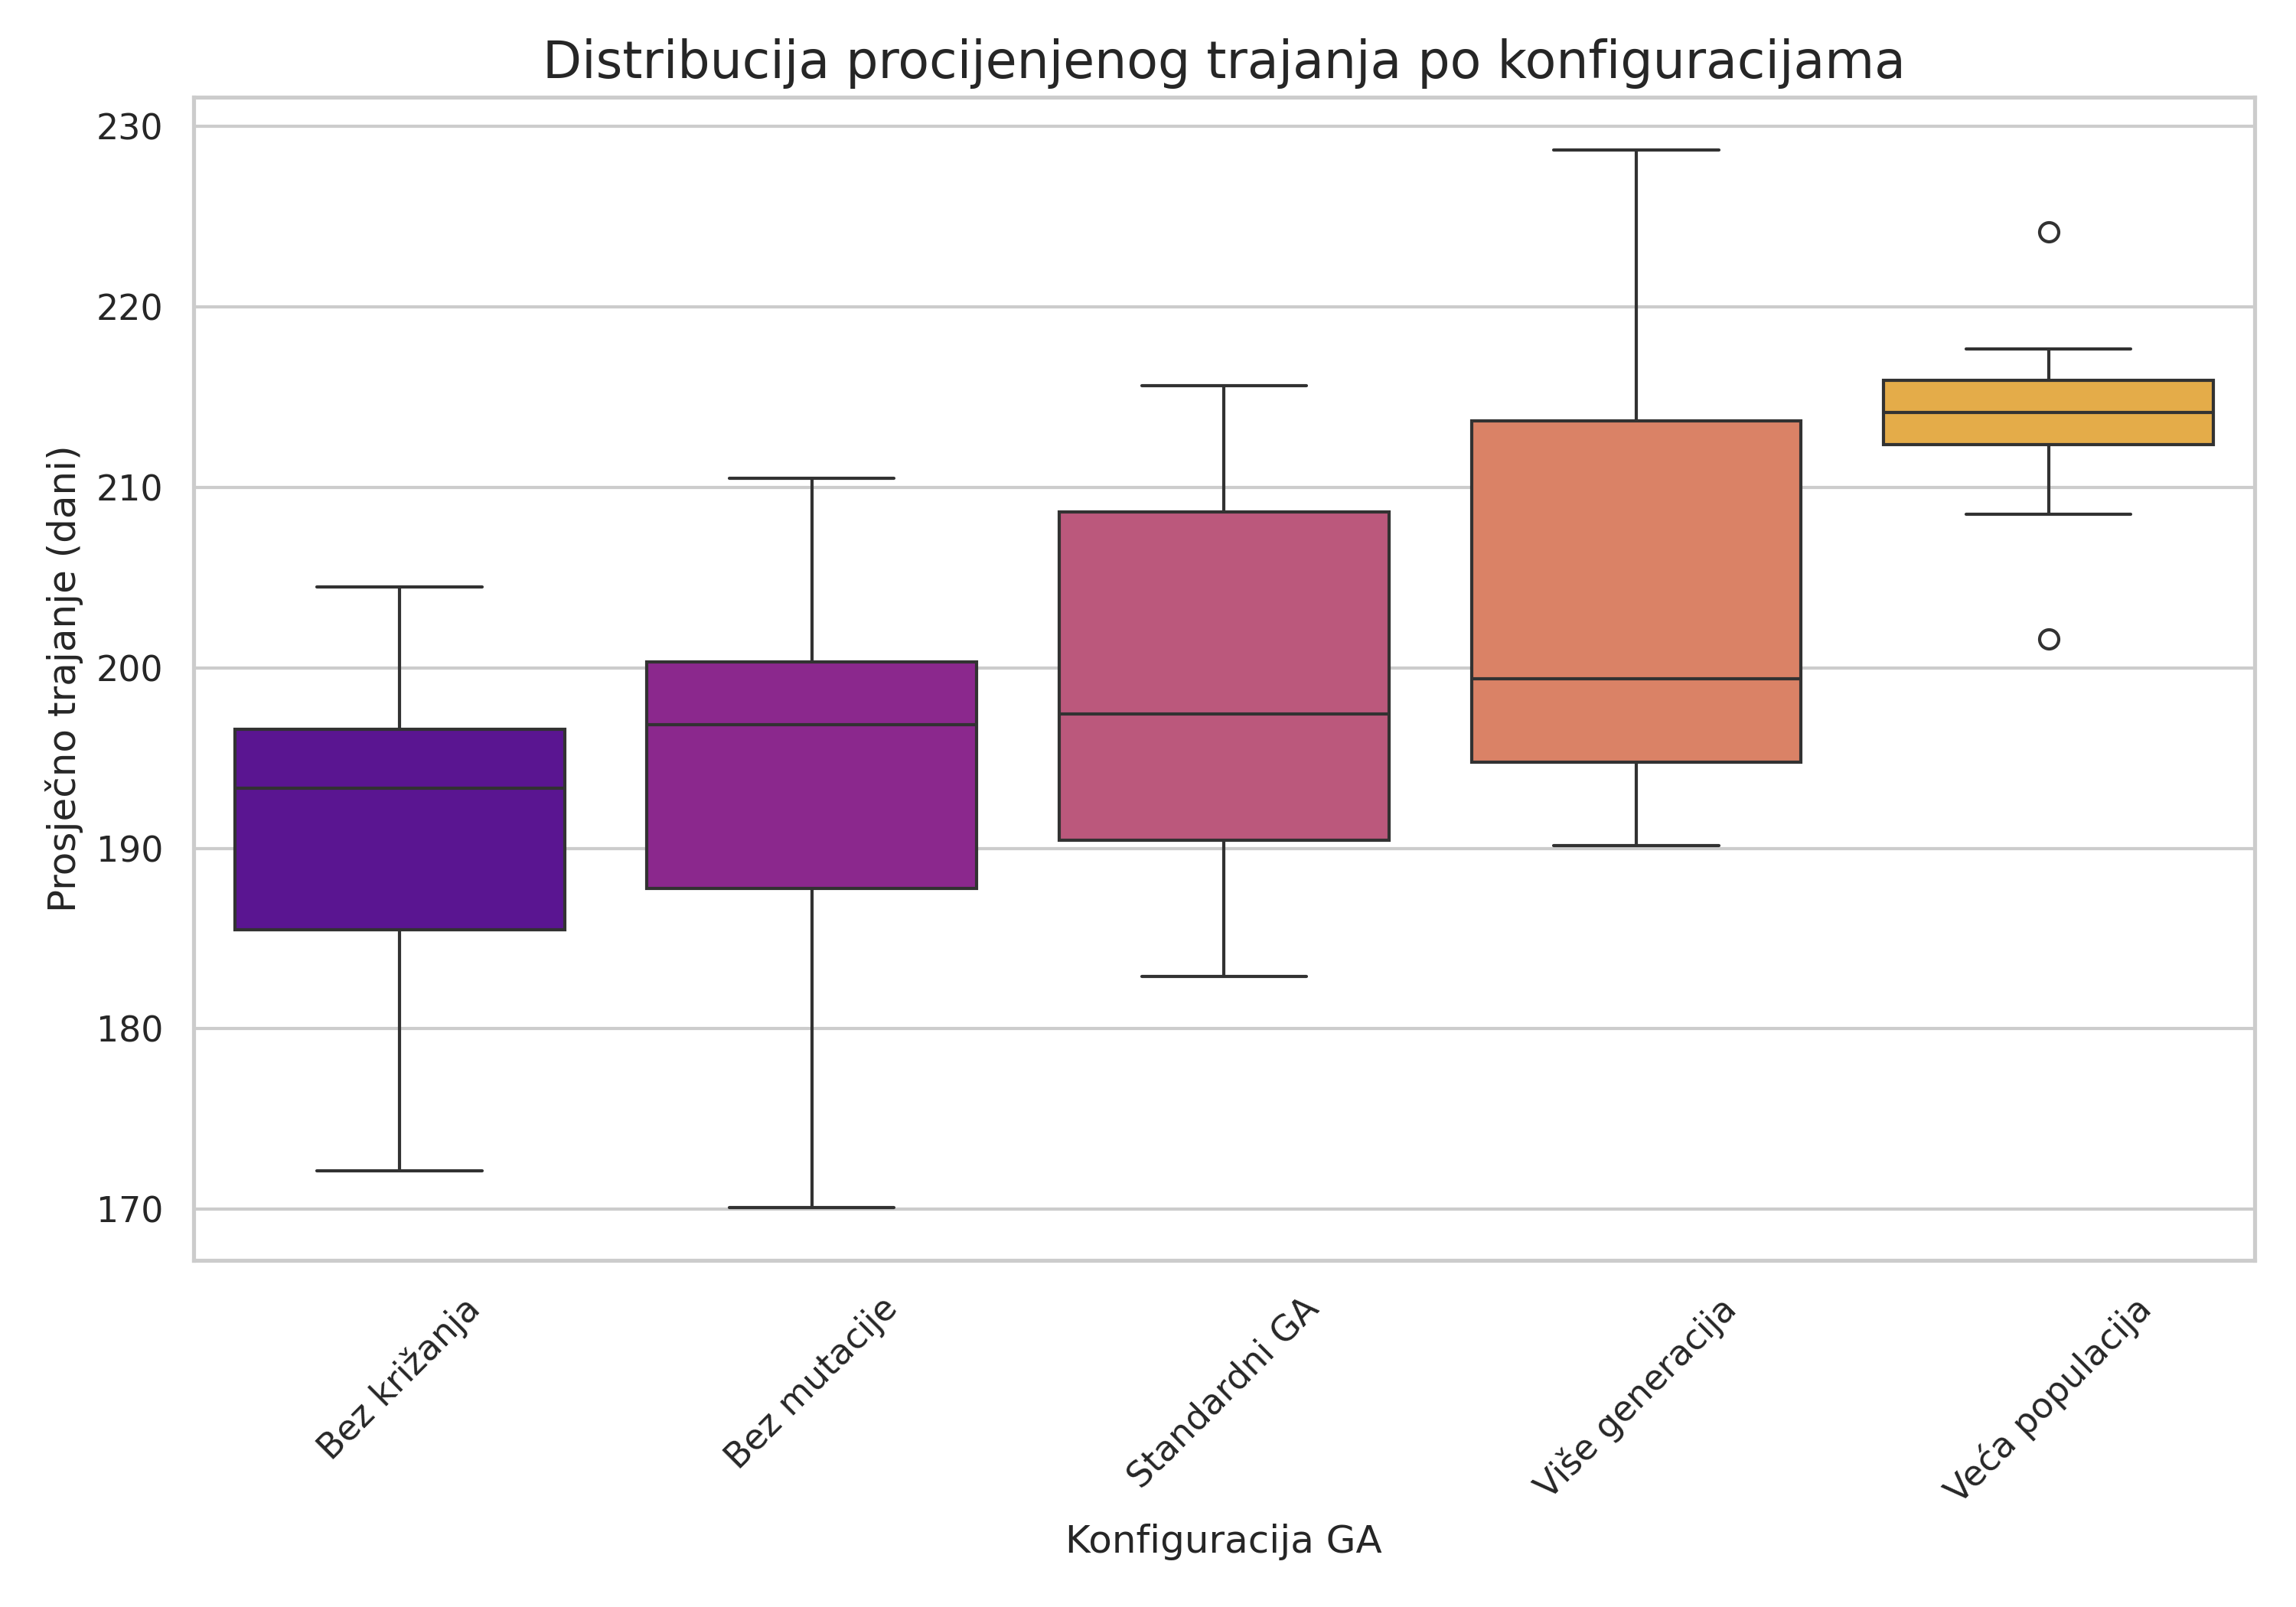 Distribucija procijenjenog trajanja po konfiguracijama
Prosječno trajanje (dani)
230
220
210
200
190
180
170
Bez križanja
Bez mutacije
Standardni GA
Više generacija
Veća populacija
Konfiguracija GA